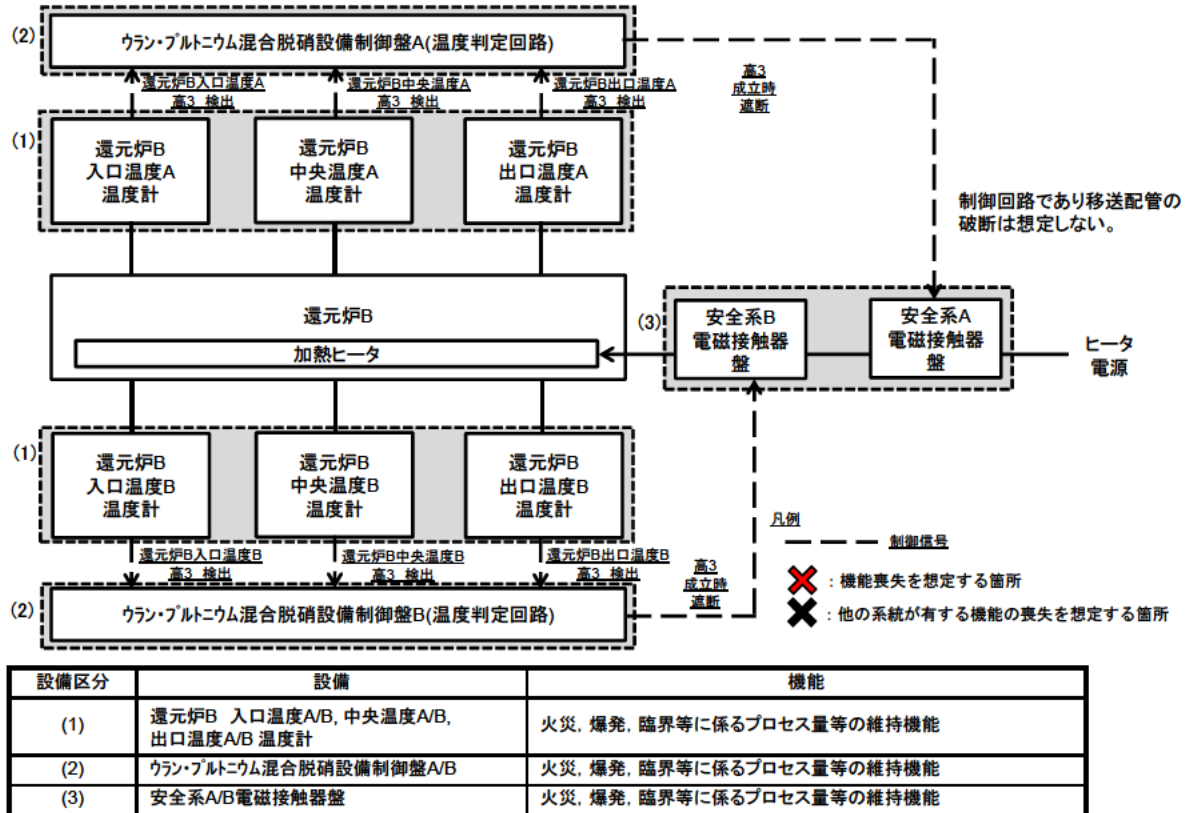 (2)
ウラン・プルトニウム混合脱硝設備制御盤A(温度判定回路)
還元炉B入口温度A
高3 検出
還元炉B中央温度A
高3 検出
還元炉B出口温度A
高3 検出
高3
成立時
遮断
(1)
還元炉B
入口温度A
温度計
還元炉B
中央温度A
温度計
還元炉B
出口温度A
温度計
制御回路であり移送配管の
破断は想定しない。
還元炉B
加熱ヒータ
(3)
安全系B
電磁接触器
盤
安全系A
電磁接触器
盤
ヒータ
電源
(1)
還元炉B
入口温度B
温度計
還元炉B
中央温度B
温度計
還元炉B
出口温度B
温度計
還元炉B入口温度B
高3 検出
還元炉B中央温度B
高3 検出
還元炉B出口温度B
高3 検出
高3
成立時
遮断
(2)
ウラン・プルトニウム混合脱硝設備制御盤B(温度判定回路)
凡例
制御信号
：機能喪失を想定する箇所
：他の系統が有する機能の喪失を想定する箇所
設備区分 設備 機能
(1) 還元炉B 入口温度A/B, 中央温度A/B, 火災, 爆発, 臨界等に係るプロセス量等の維持機能
出口温度A/B 温度計
(2) ウラン・プルトニウム混合脱硝設備制御盤A/B 火災, 爆発, 臨界等に係るプロセス量等の維持機能
(3) 安全系A/B電磁接触器盤 火災, 爆発, 臨界等に係るプロセス量等の維持機能